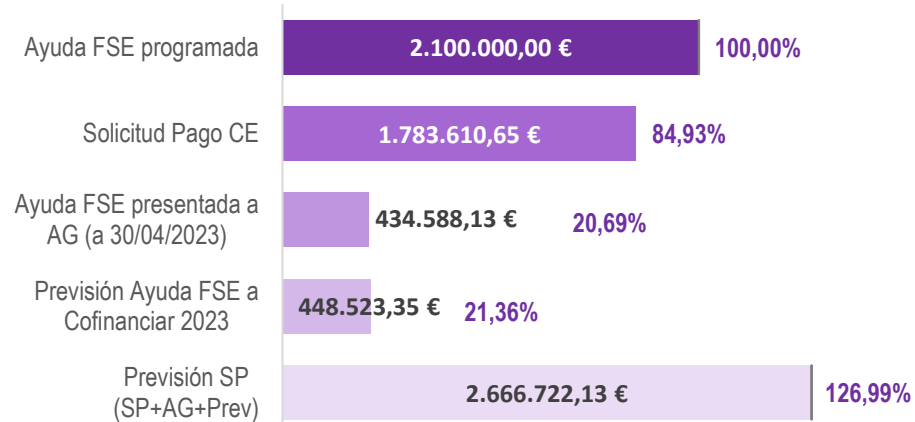 Ayuda FSE programada
2.100.000,00 €
100,00%
Solicitud Pago CE
1.783.610,65 €
84,93%
Ayuda FSE presentada a
AG (a 30/04/2023)
434.588,13 €
20,69%
Previsión Ayuda FSE a
Cofinanciar 2023
448.523,35 €
21,36%
Previsión SP
(SP+AG+Prev)
2.666.722,13 €
126,99%